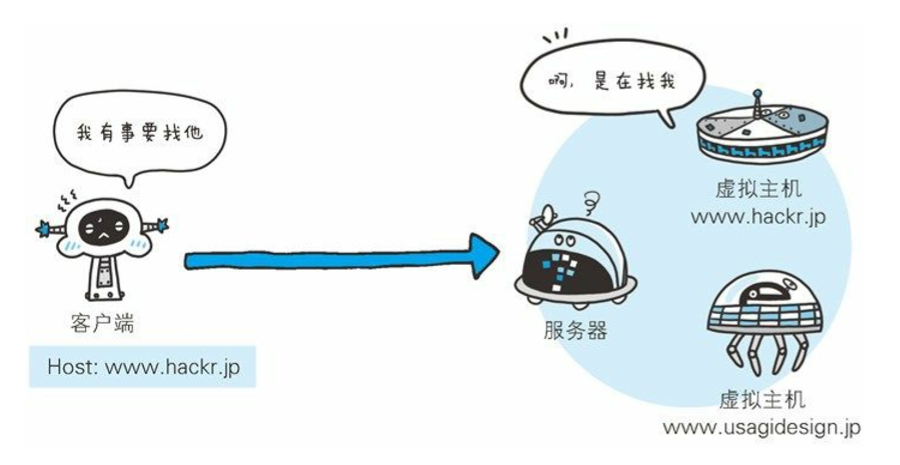 啊，是在找我
我有事要找他
虚拟主机
www.hackr.jp
客户端
服务器
Host: www.hackr.jp
虚拟主机
www.usagidesign.jp